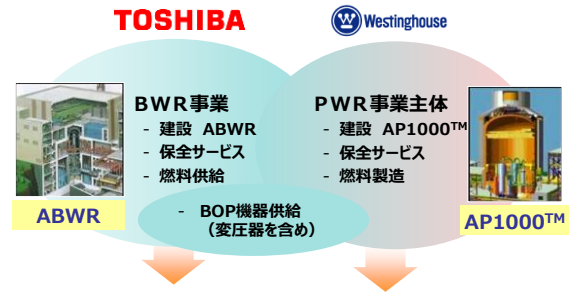 TOSHIBA
Westinghouse
BWR事業
- 建設 ABWR
- 保全サービス
- 燃料供給
PWR事業主体
- 建設 AP1000™
- 保全サービス
- 燃料製造
- BOP機器供給
（変圧器を含め）
ABWR
AP1000™